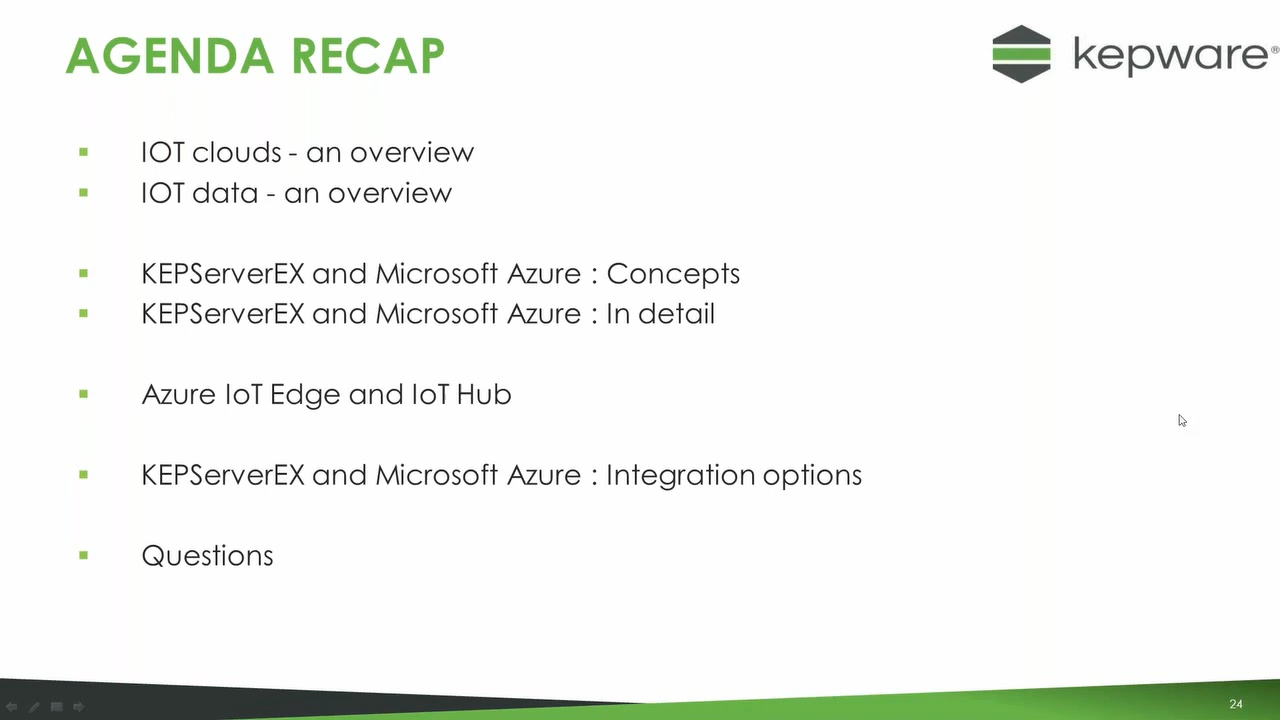 AGENDA RECAP
kepware®
▪ IOT clouds - an overview
▪ IOT data - an overview
▪ KEPServerEX and Microsoft Azure : Concepts
▪ KEPServerEX and Microsoft Azure : In detail
▪ Azure IoT Edge and IoT Hub
▪ KEPServerEX and Microsoft Azure : Integration options
▪ Questions
24